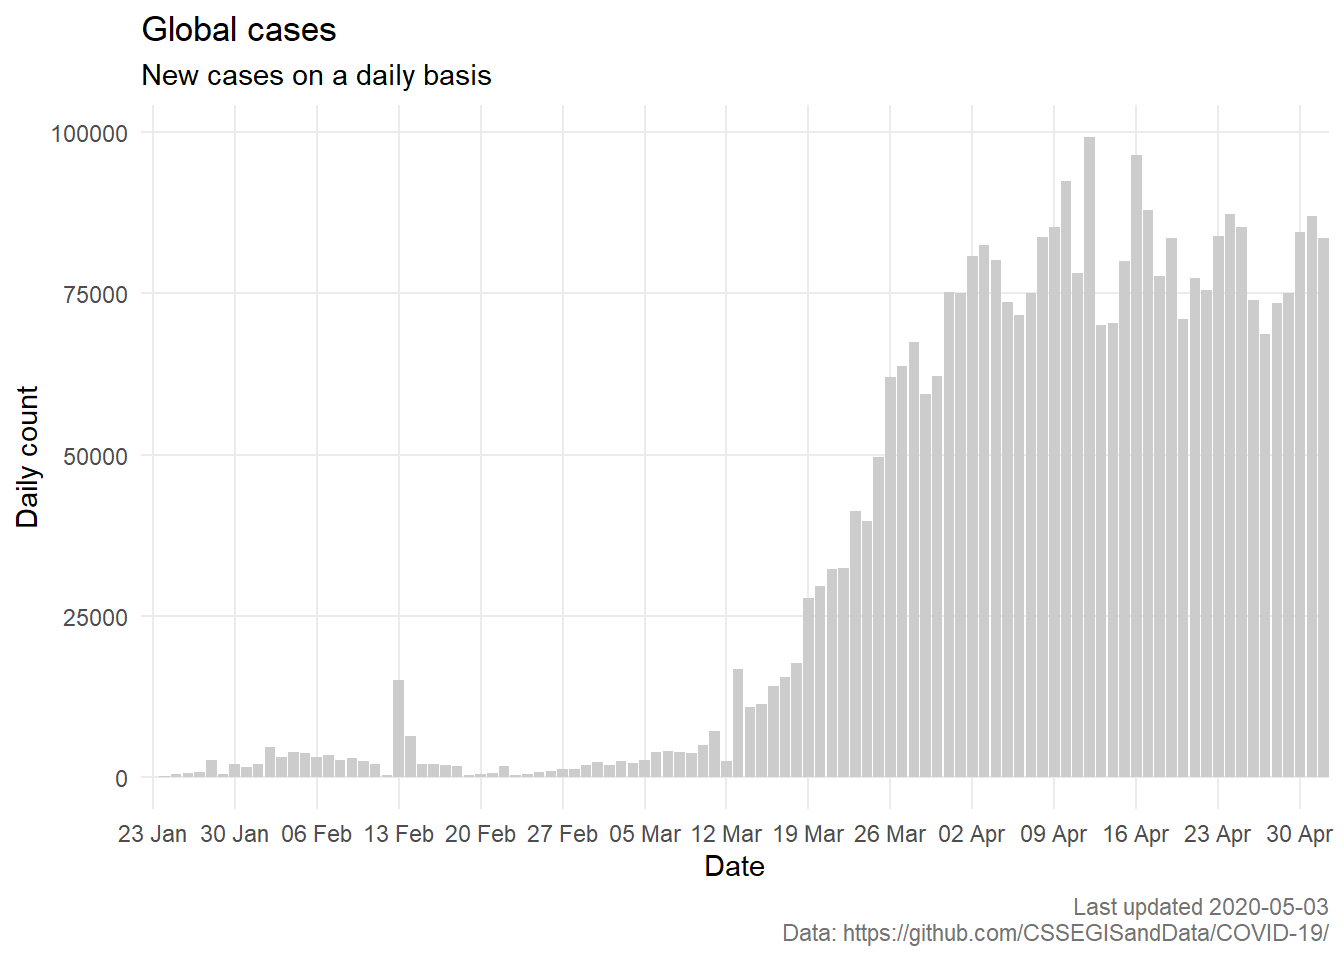 Global cases
New cases on a daily basis
100000
75000
50000
25000
0
Daily count
23 Jan 30 Jan 06 Feb 13 Feb 20 Feb 27 Feb 05 Mar 12 Mar 19 Mar 26 Mar 02 Apr 09 Apr 16 Apr 23 Apr 30 Apr
Date
Last updated 2020-05-03
Data: https://github.com/CSSEGISandData/COVID-19/